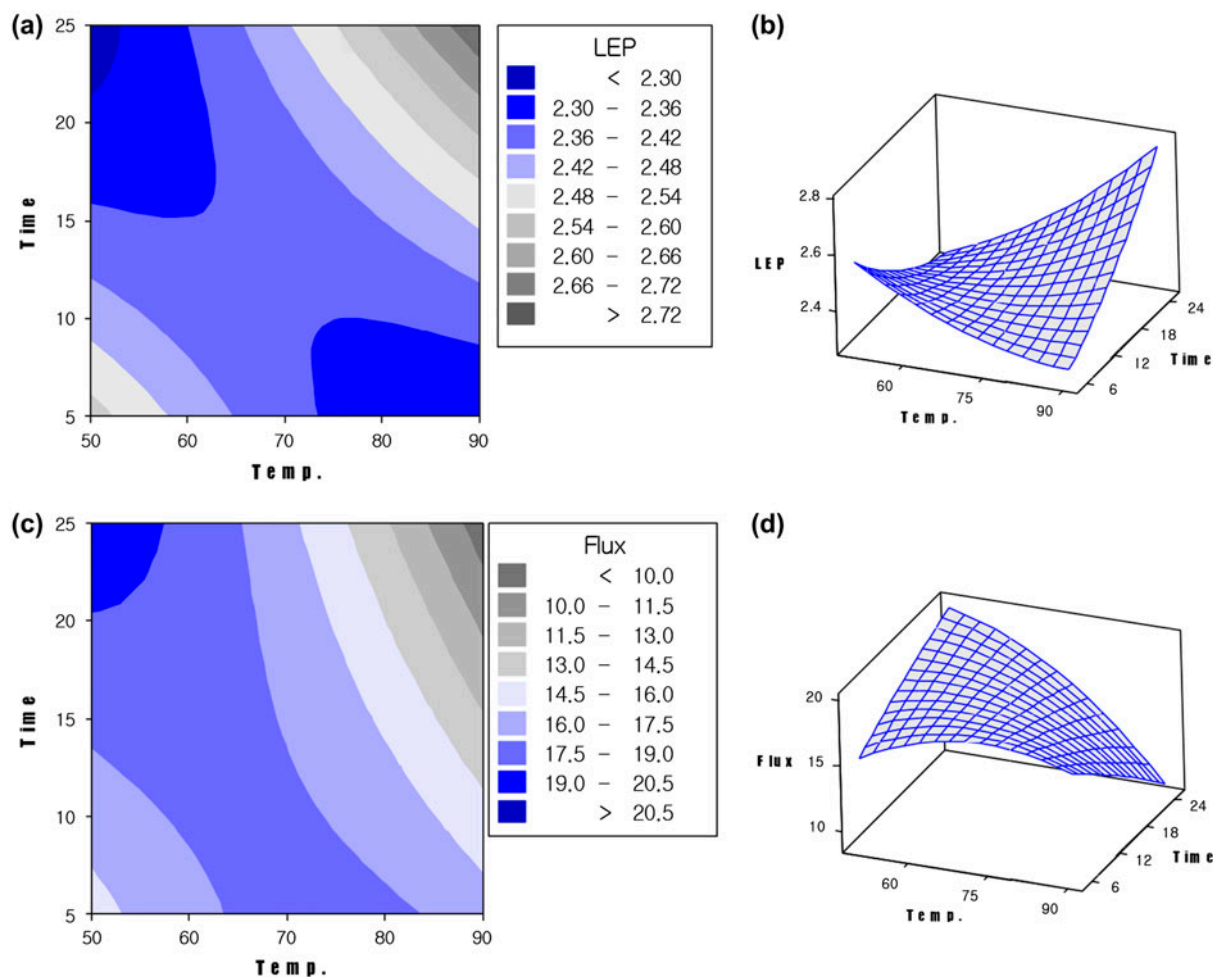 (a)
25
20
15
10
5
Time
50 60 70 80 90
Temp.
LEP
< 2.30
2.30 – 2.36
2.36 – 2.42
2.42 – 2.48
2.48 – 2.54
2.54 – 2.60
2.60 – 2.66
2.66 – 2.72
> 2.72
(b)
2.8
2.6
2.4
LEP
60 75 90
Temp.
6 12 18 24
Time
(c)
25
20
15
10
5
Time
50 60 70 80 90
Temp.
Flux
< 10.0
10.0 – 11.5
11.5 – 13.0
13.0 – 14.5
14.5 – 16.0
16.0 – 17.5
17.5 – 19.0
19.0 – 20.5
> 20.5
(d)
20
15
10
Flux
60 75 90
Temp.
6 12 18 24
Time